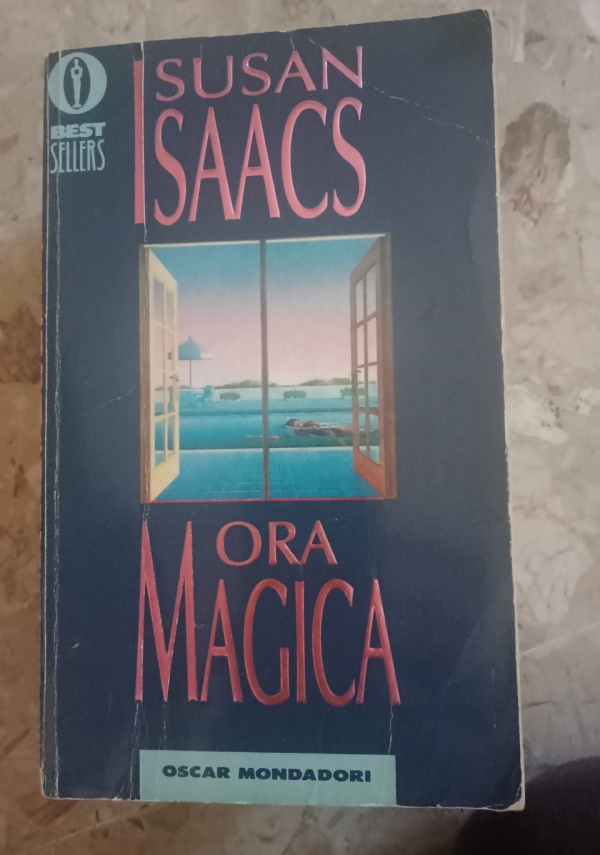 BEST
SELLERS
SUSAN
ISAACS
ORA
MAGICA
OSCAR MONDADORI